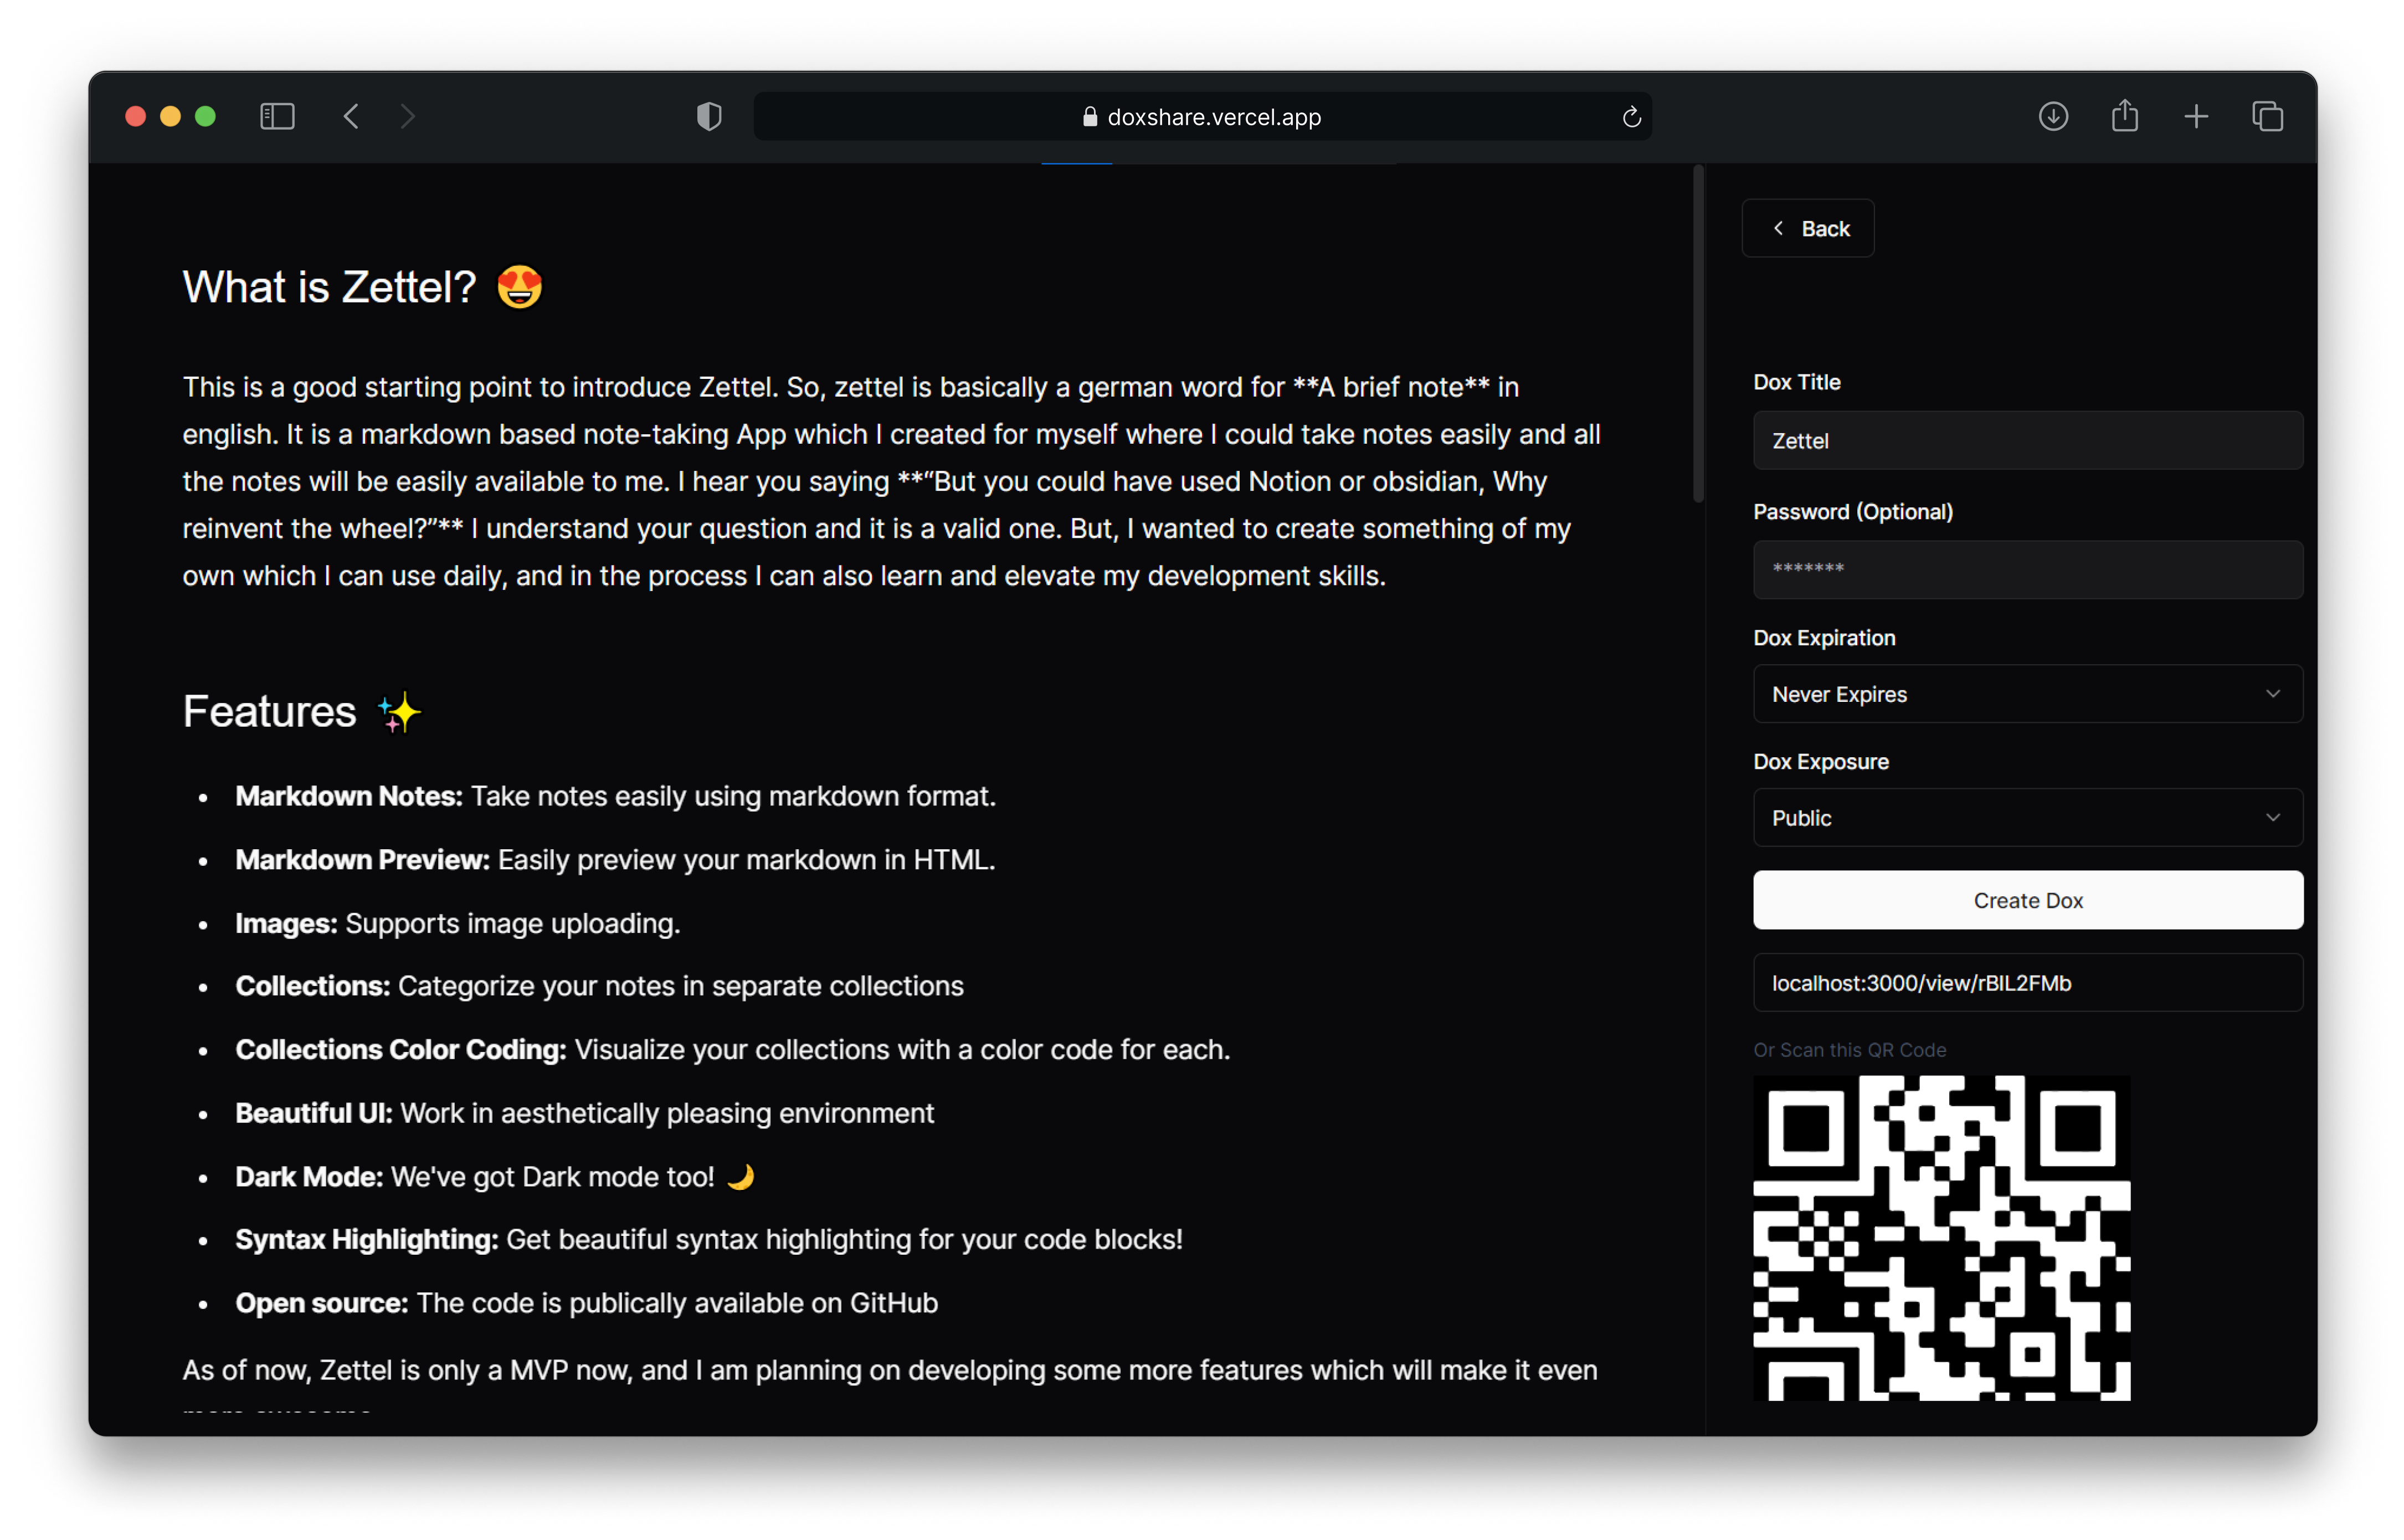 doxshare.vercel.app
What is Zettel? 😍
This is a good starting point to introduce Zettel. So, zettel is basically a german word for **A brief note** in
english. It is a markdown based note-taking App which I created for myself where I could take notes easily and all
the notes will be easily available to me. I hear you saying **“But you could have used Notion or obsidian, Why
reinvent the wheel?”** I understand your question and it is a valid one. But, I wanted to create something of my
own which I can use daily, and in the process I can also learn and elevate my development skills.
Features ✨
• Markdown Notes: Take notes easily using markdown format.
• Markdown Preview: Easily preview your markdown in HTML.
• Images: Supports image uploading.
• Collections: Categorize your notes in separate collections
• Collections Color Coding: Visualize your collections with a color code for each.
• Beautiful UI: Work in aesthetically pleasing environment
• Dark Mode: We've got Dark mode too! 🌙
• Syntax Highlighting: Get beautiful syntax highlighting for your code blocks!
• Open source: The code is publically available on GitHub
As of now, Zettel is only a MVP now, and I am planning on developing some more features which will make it even
Back
Dox Title
Zettel
Password (Optional)
*******
Dox Expiration
Never Expires
Dox Exposure
Public
Create Dox
localhost:3000/view/rBIL2FMb
Or Scan this QR Code